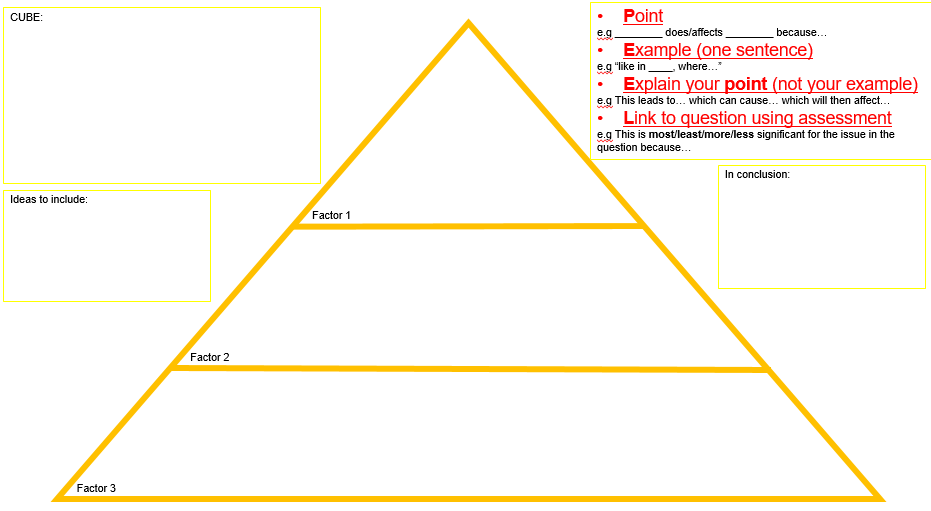 CUBE:
• Point
e.g ________ does/affects ________ because…
• Example (one sentence)
e.g “like in ____, where…”
• Explain your point (not your example)
e.g This leads to… which can cause… which will then affect…
• Link to question using assessment
e.g This is most/least/more/less significant for the issue in the
question because…
Ideas to include:
In conclusion:
Factor 1
Factor 2
Factor 3